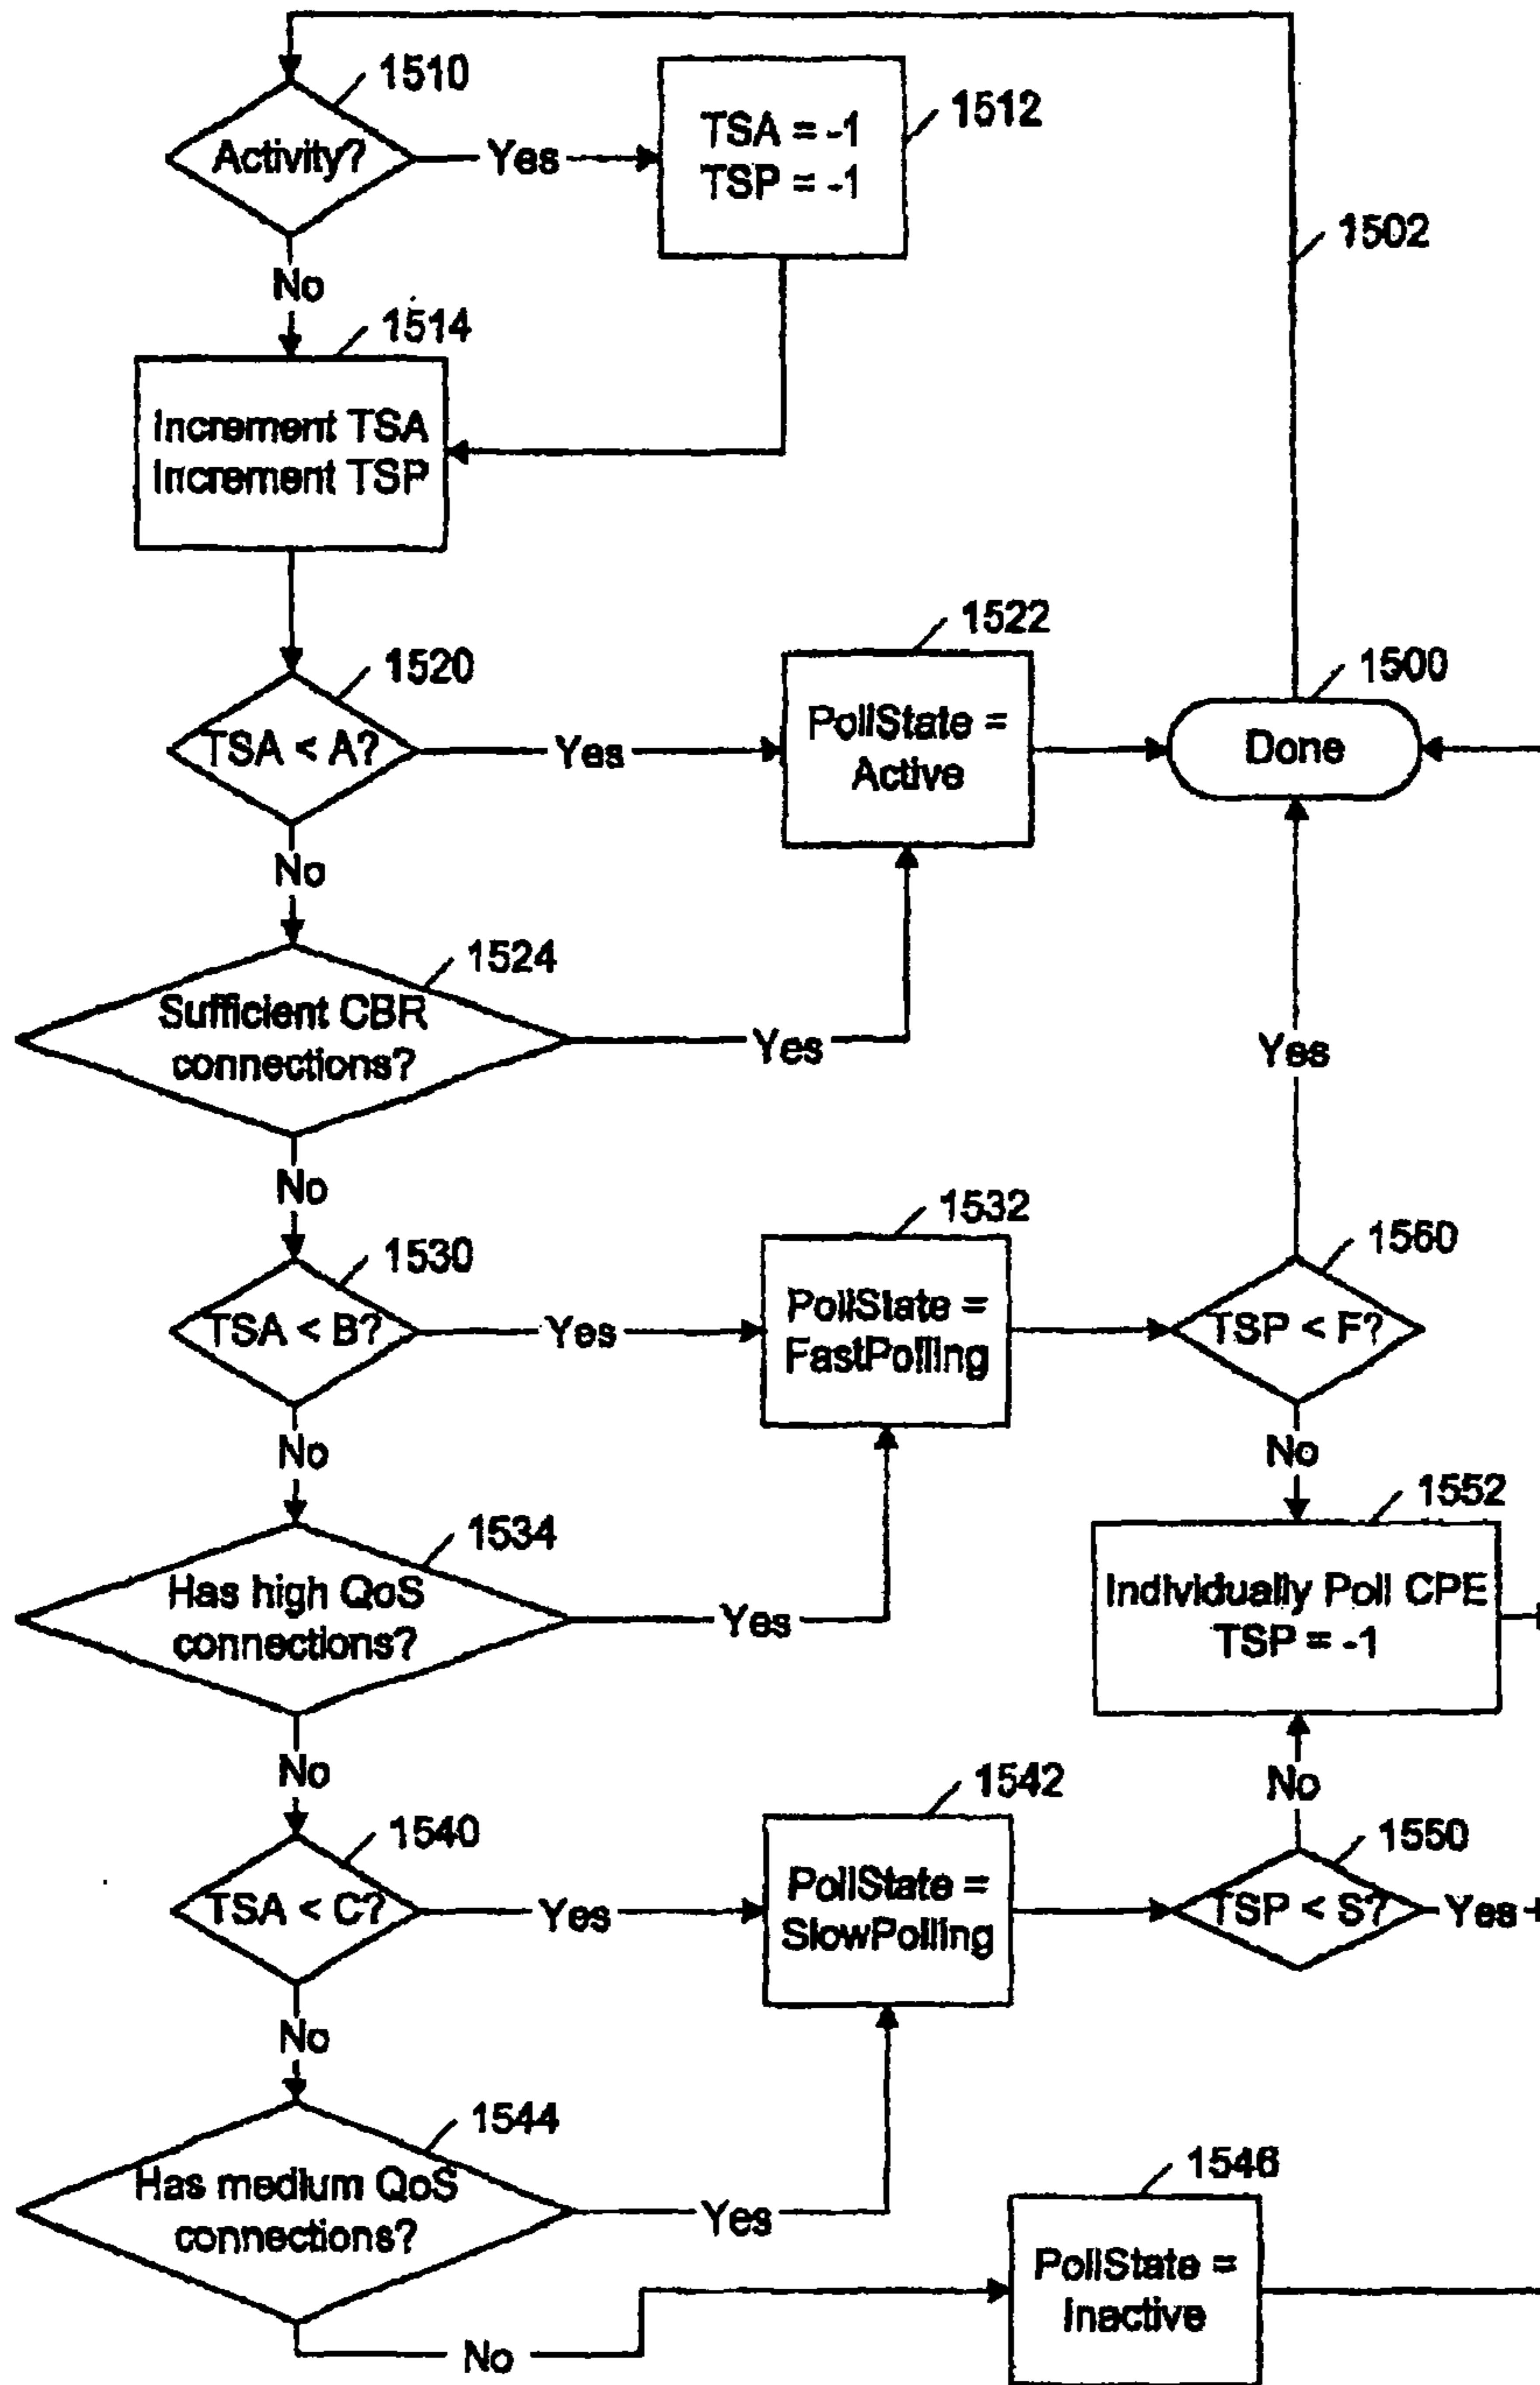 1510
Activity?
Yes
TSA = -1
TSP = -1
1512
1502
No
1514
Increment TSA
Increment TSP
1520
TSA < A?
Yes
1522
PollState =
Active
1500
Done
No
1524
Sufficient CBR
connections?
Yes
Yes
No
1530
TSA < B?
Yes
1532
PollState =
FastPolling
1560
TSP < F?
No
No
1534
Has high QoS
connections?
Yes
1552
Individually Poll CPE
TSP = -1
No
No
1540
TSA < C?
Yes
1542
PollState =
SlowPolling
1550
TSP < S?
Yes
No
1544
Has medium QoS
connections?
Yes
1546
PollState =
Inactive
No